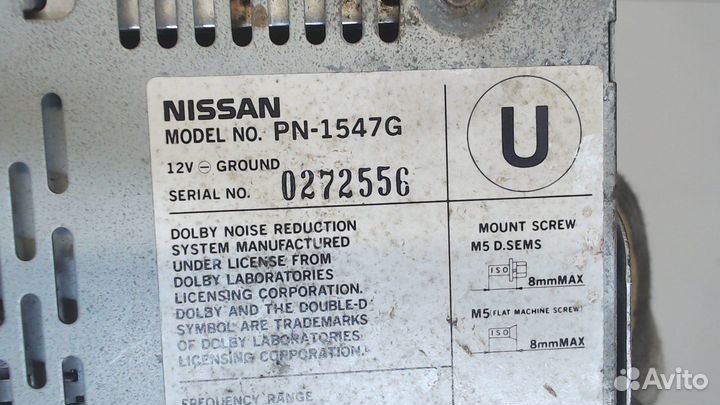 NISSAN
MODEL NO. PN-1547G
12V ⊖ GROUND
SERIAL NO. 0272556
U
DOLBY NOISE REDUCTION
SYSTEM MANUFACTURED
UNDER LICENSE FROM
DOLBY LABORATORIES
LICENSING CORPORATION.
DOLBY AND THE DOUBLE-D
SYMBOL ARE TRADEMARKS
OF DOLBY LABORATORIES
LICENSING CORPORATION.
FREQUENCY RANGE
MOUNT SCREW
M5 D.SEMS
ISO
8mmMAX
M5(FLAT MACHINE SCREW)
ISO
8mmMAX
Avito